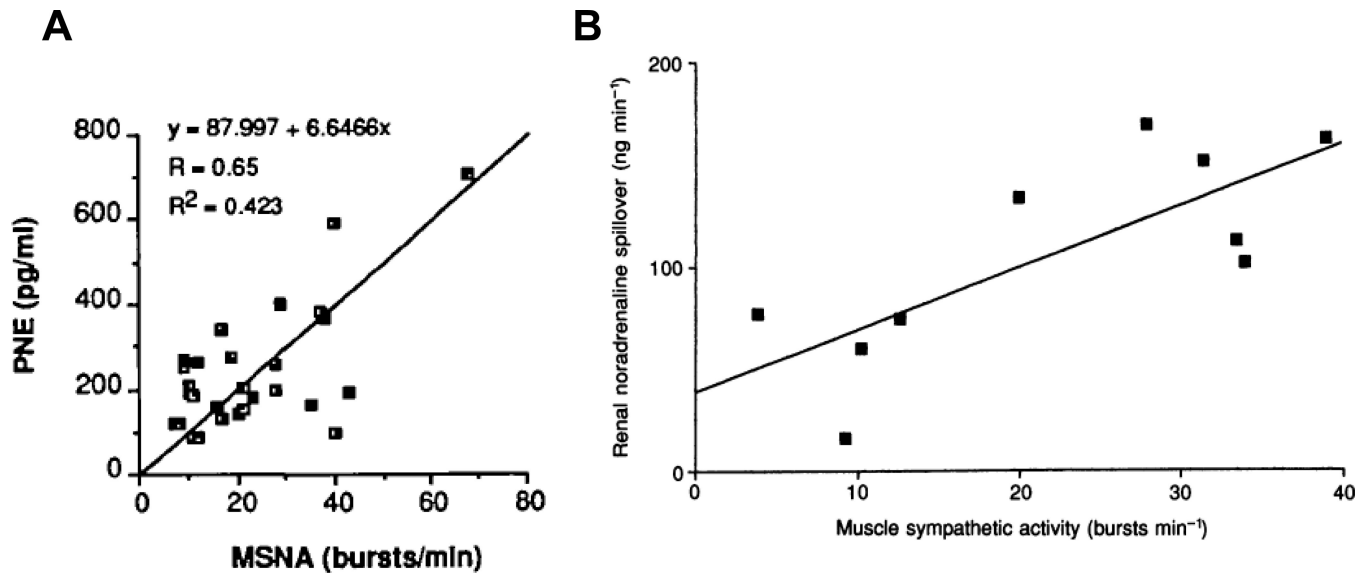 A
y = 87.997 + 6.6466x
R = 0.65
R² = 0.423
800
600
400
200
0
PNE (pg/ml)
0 20 40 60 80
MSNA (bursts/min)
B
200
100
0
Renal noradrenaline spillover (ng min⁻¹)
0 10 20 30 40
Muscle sympathetic activity (bursts min⁻¹)